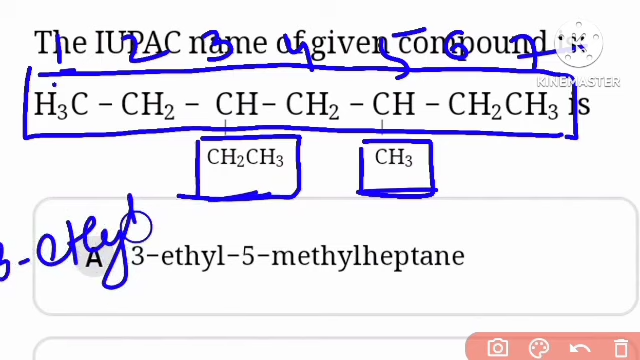 The IUPAC name of given compound is
1 2 3 4 5 6 7
KINEMASTER
H₃C − CH₂ − CH − CH₂ − CH − CH₂CH₃ is
CH₂CH₃ CH₃
3-ethyl
A 3−ethyl−5−methylheptane